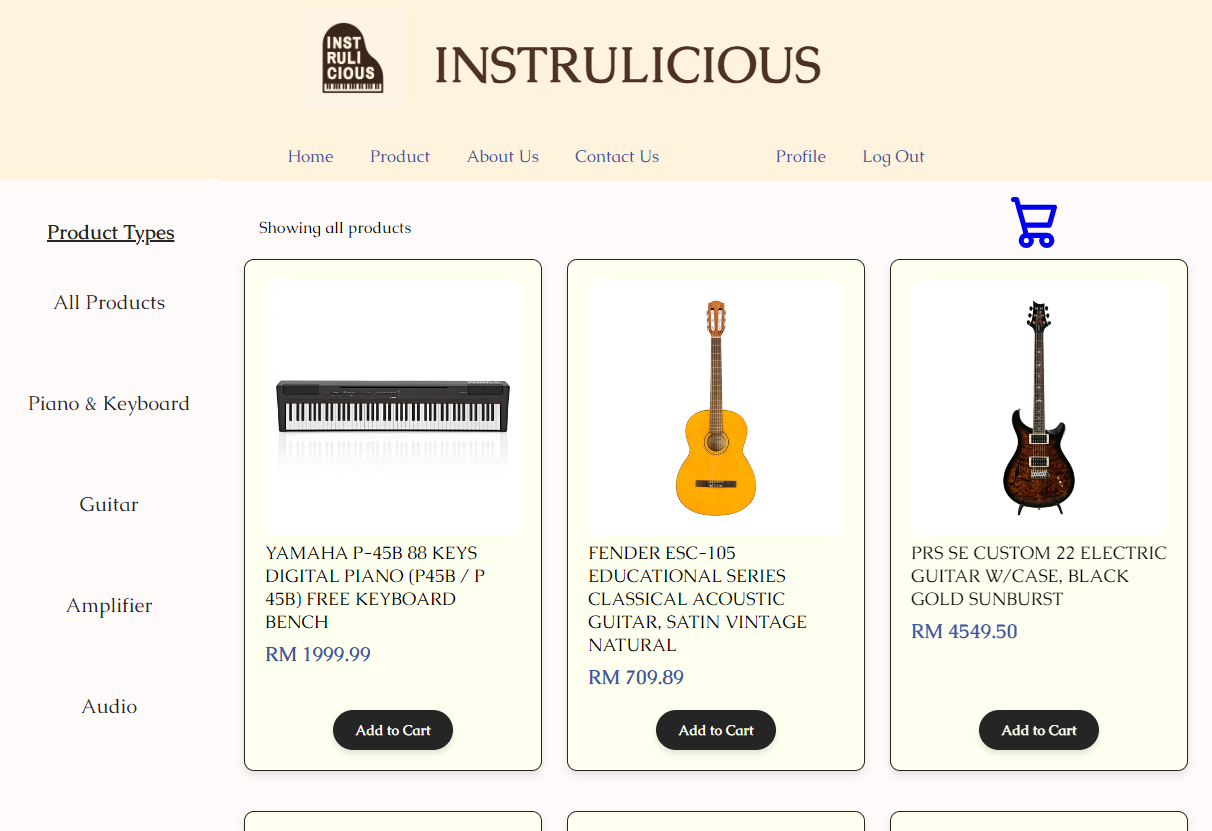 INST
RULI
CIOUS
INSTRULICIOUS
Home Product About Us Contact Us Profile Log Out
Product Types
All Products
Piano & Keyboard
Guitar
Amplifier
Audio
Showing all products
YAMAHA P-45B 88 KEYS
DIGITAL PIANO (P45B / P
45B) FREE KEYBOARD
BENCH
RM 1999.99
Add to Cart
FENDER ESC-105
EDUCATIONAL SERIES
CLASSICAL ACOUSTIC
GUITAR, SATIN VINTAGE
NATURAL
RM 709.89
Add to Cart
PRS SE CUSTOM 22 ELECTRIC
GUITAR W/CASE, BLACK
GOLD SUNBURST
RM 4549.50
Add to Cart